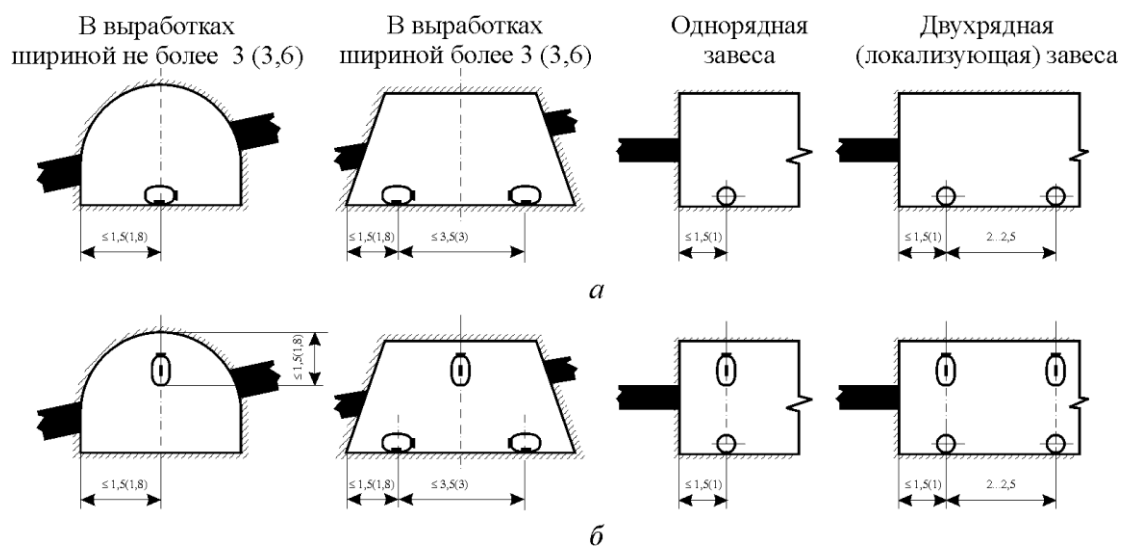 В выработках
шириной не более 3 (3,6)
В выработках
шириной более 3 (3,6)
Однорядная
завеса
Двухрядная
(локализующая) завеса
≤ 1,5(1,8)
≤ 1,5(1,8)
≤ 3,5(3)
≤ 1,5(1)
≤ 1,5(1)
2...2,5
а
≤ 1,5(1,8)
≤ 1,5(1,8)
≤ 1,5(1,8)
≤ 3,5(3)
≤ 1,5(1)
≤ 1,5(1)
2...2,5
б